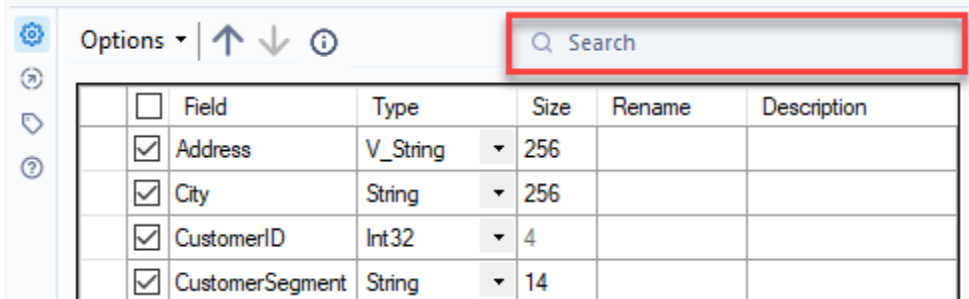 Options Search
Field Type Size Rename Description
Address V_String 256
City String 256
CustomerID Int32 4
CustomerSegment String 14